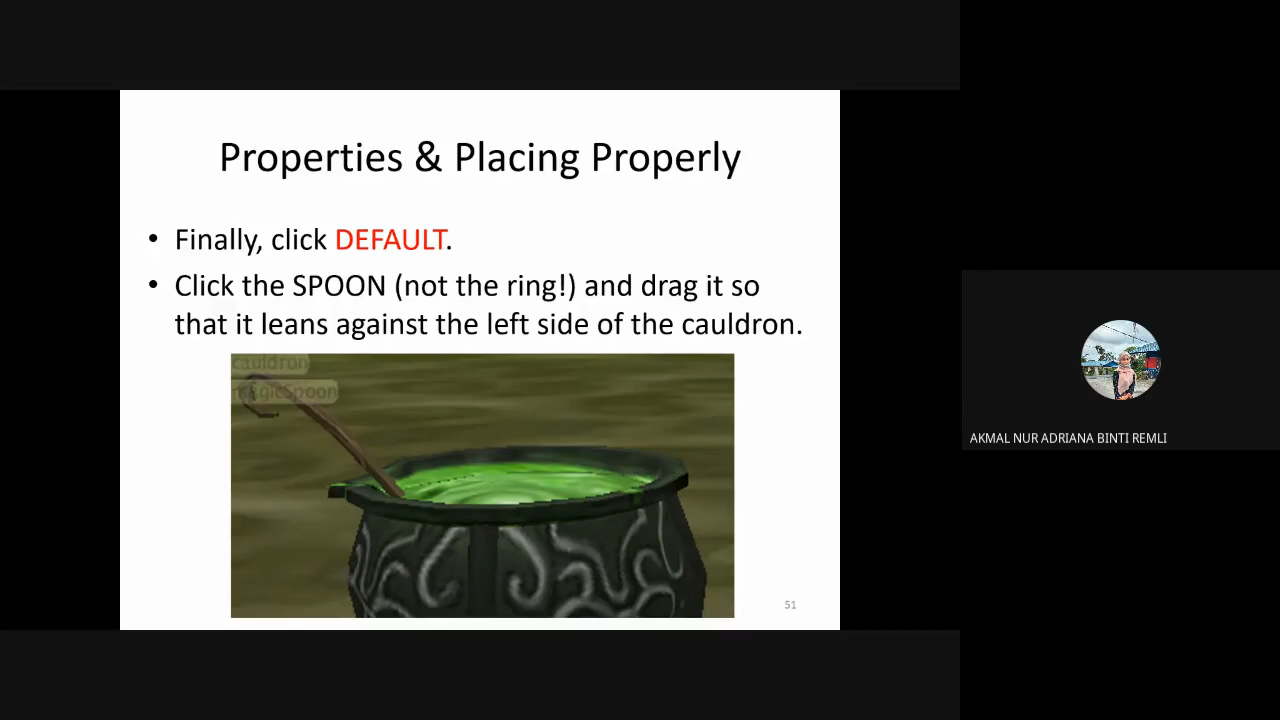 Properties & Placing Properly
• Finally, click DEFAULT.
• Click the SPOON (not the ring!) and drag it so
that it leans against the left side of the cauldron.
cauldron
magicSpoon
51
AKMAL NUR ADRIANA BINTI REMLI